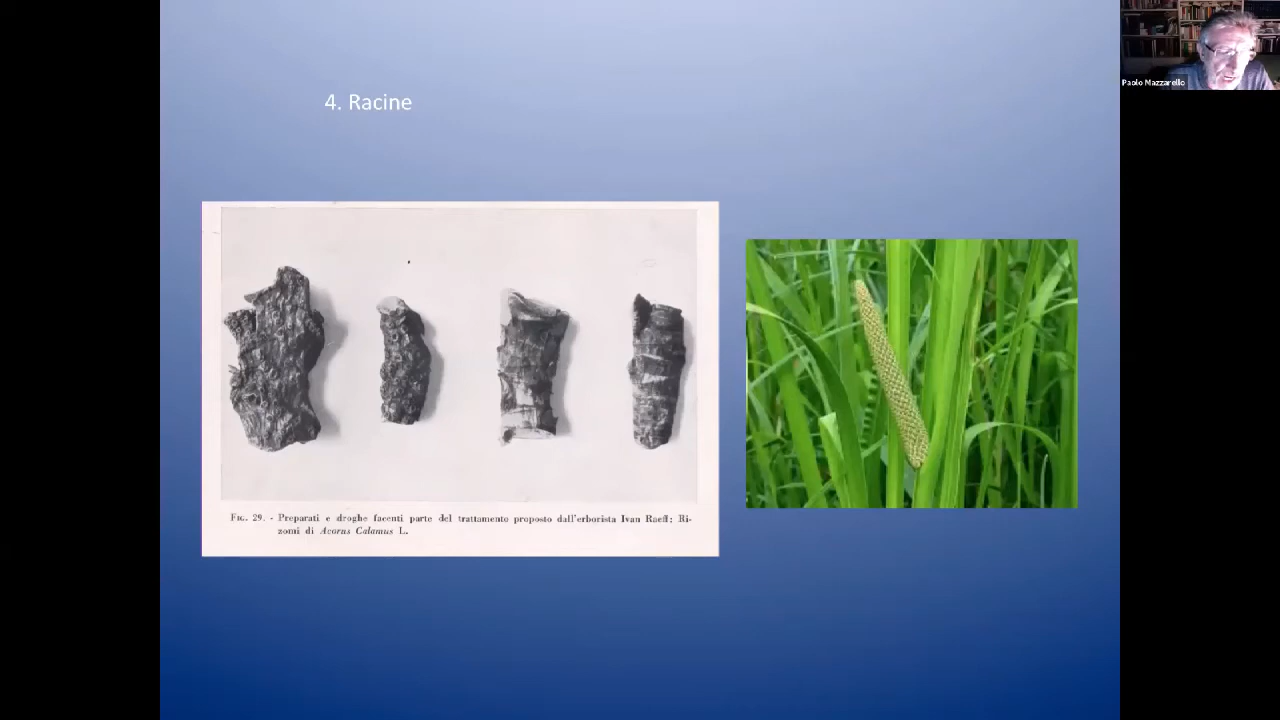 Paolo Mazzarello
4. Racine
FIG. 29. - Preparati e droghe facenti parte del trattamento proposto dall'erborista Ivan Raeff: Ri-
zomi di Acorus Calamus L.